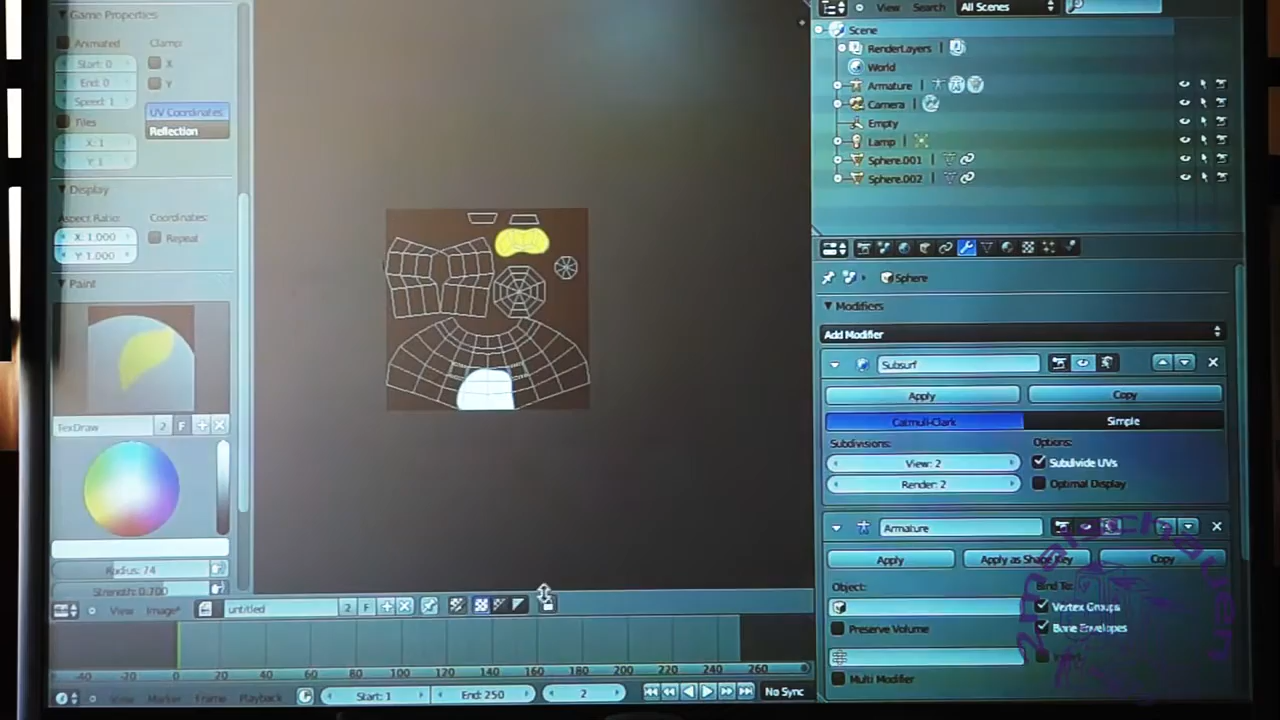 Game Properties
Animated
Clamp:
Start: 0
X
End: 0
Y
Speed: 1
Tiles
UV Coordinates
Reflection
X: 1
Y: 1
Display
Aspect Ratio:
Coordinates:
X: 1.000
Repeat
Y: 1.000
Paint
TexDraw
2
F
Radius: 74
Strength: 0.700
View
Image*
untitled
2
F
-40 -20 0 20 40 60 80 100 120 140 160 180 200 220 240 260
View
Marker
Frame
Playback
Start: 1
End: 250
2
No Sync
View
Search
All Scenes
Scene
RenderLayers
World
Armature
Camera
Empty
Lamp
Sphere.001
Sphere.002
Sphere
Modifiers
Add Modifier
Subsurf
Apply
Copy
Catmull-Clark
Simple
Subdivisions:
Options:
View: 2
Subdivide UVs
Render: 2
Optimal Display
Armature
Apply
Apply as Shape Key
Copy
Object:
Bind To:
Vertex Groups
Preserve Volume
Bone Envelopes
Multi Modifier
2malschauen